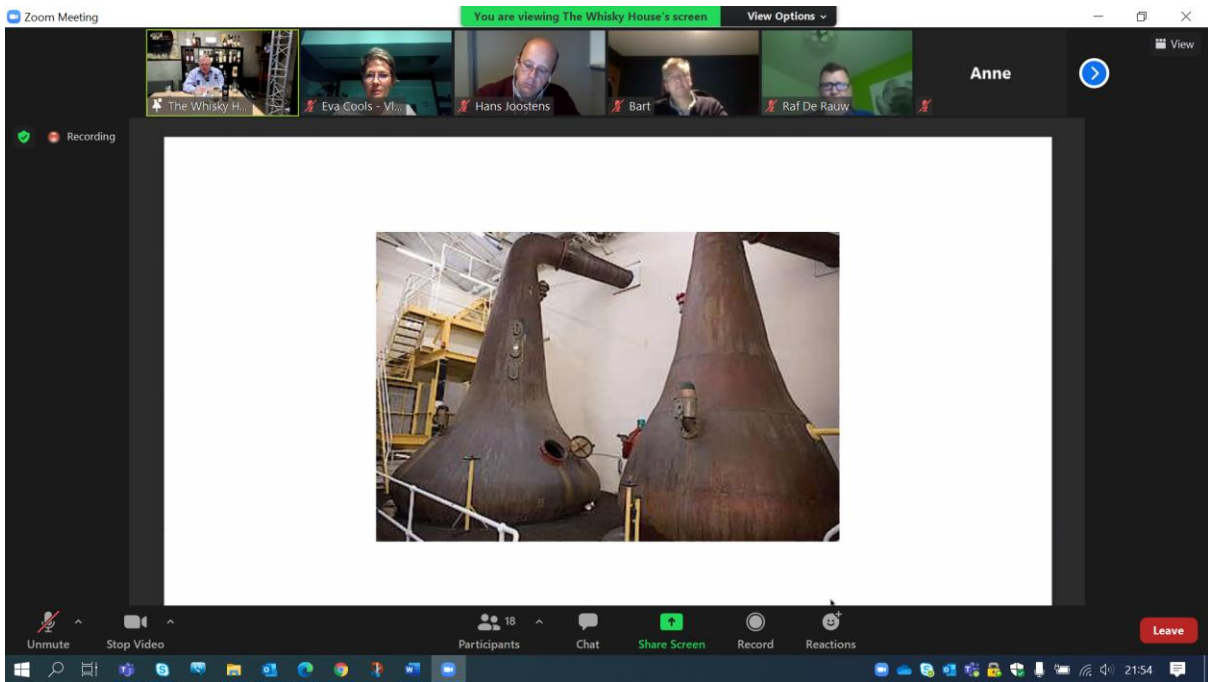 Zoom Meeting
You are viewing The Whisky House's screen
View Options
View
The Whisky H...
Eva Cools - Vl...
Hans Joostens
Bart
Raf De Rauw
Anne
Recording
Unmute
Stop Video
18
Participants
Chat
Share Screen
Record
Reactions
Leave
21:54